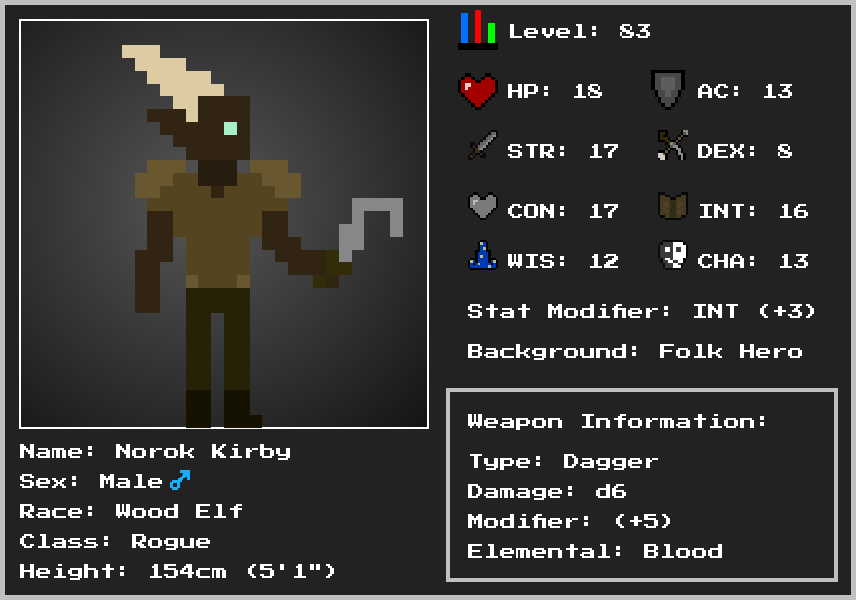 Level: 83
HP: 18
AC: 13
STR: 17
DEX: 8
CON: 17
INT: 16
WIS: 12
CHA: 13
Stat Modifier: INT (+3)
Background: Folk Hero
Name: Norok Kirby
Sex: Male♂
Race: Wood Elf
Class: Rogue
Height: 154cm (5'1")
Weapon Information:
Type: Dagger
Damage: d6
Modifier: (+5)
Elemental: Blood